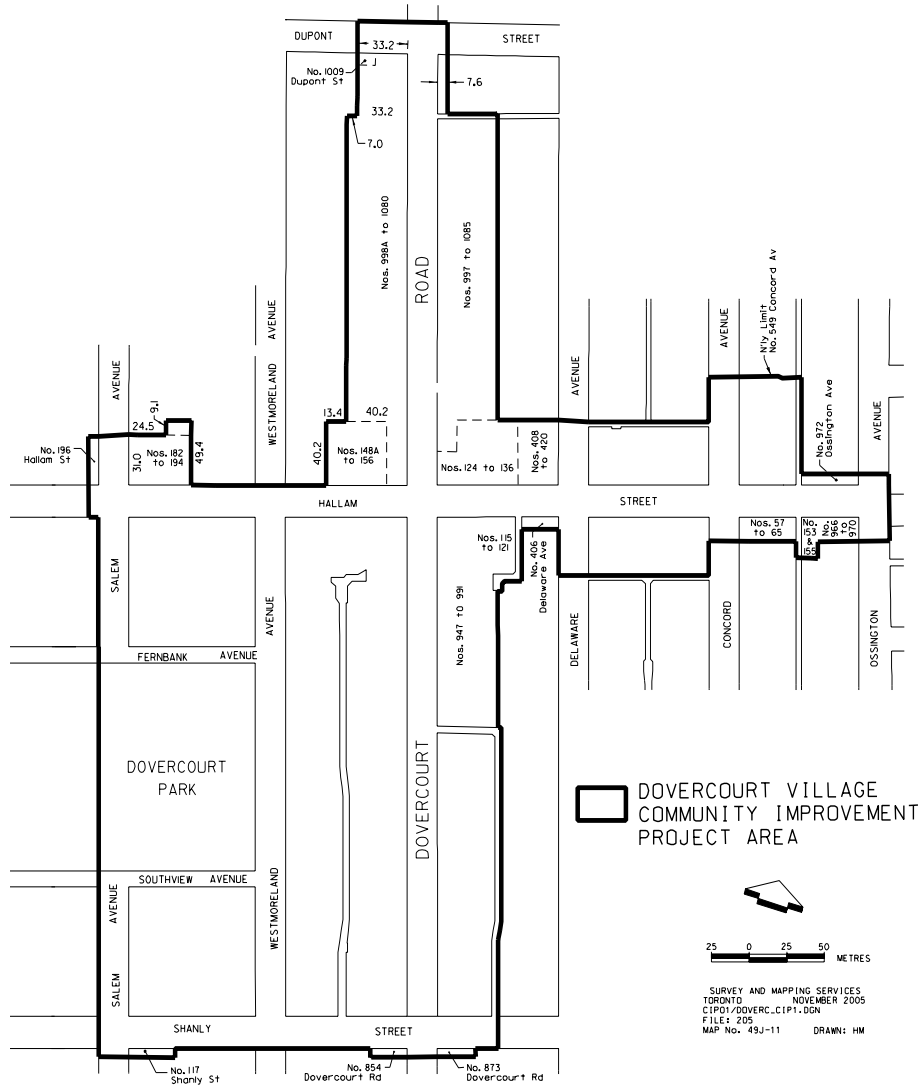 DUPONT
STREET
33.2
No. 1009
Dupont St
7.6
33.2
7.0
Nos. 998A to 1080
Nos. 997 to 1085
ROAD
AVENUE
WESTMORELAND
AVENUE
AVENUE
AVENUE
N'ly Limit
No. 549 Concord Av
AVENUE
No. 972
Ossington Ave
9.1
24.5
13.4
40.2
No. 196
Hallam St
31.0
Nos. 182
to 194
49.4
40.2
Nos. 148A
to 156
Nos. 124 to 136
Nos. 408
to 420
HALLAM
STREET
Nos. 115
to 121
No. 406
Delaware Ave
Nos. 57
to 65
No.
153
&
155
No.
966
to
970
SALEM
AVENUE
Nos. 947 to 991
DELAWARE
CONCORD
OSSINGTON
FERNBANK
AVENUE
DOVERCOURT
PARK
DOVERCOURT
DOVERCOURT VILLAGE
COMMUNITY IMPROVEMENT
PROJECT AREA
SOUTHVIEW
AVENUE
AVENUE
WESTMORELAND
SALEM
25 0 25 50
METRES
SURVEY AND MAPPING SERVICES
TORONTO NOVEMBER 2005
CIP01/DOVERC_CIP1.DGN
FILE: 205
MAP No. 49J-11 DRAWN: HM
SHANLY
STREET
No. 117
Shanly St
No. 854
Dovercourt Rd
No. 873
Dovercourt Rd